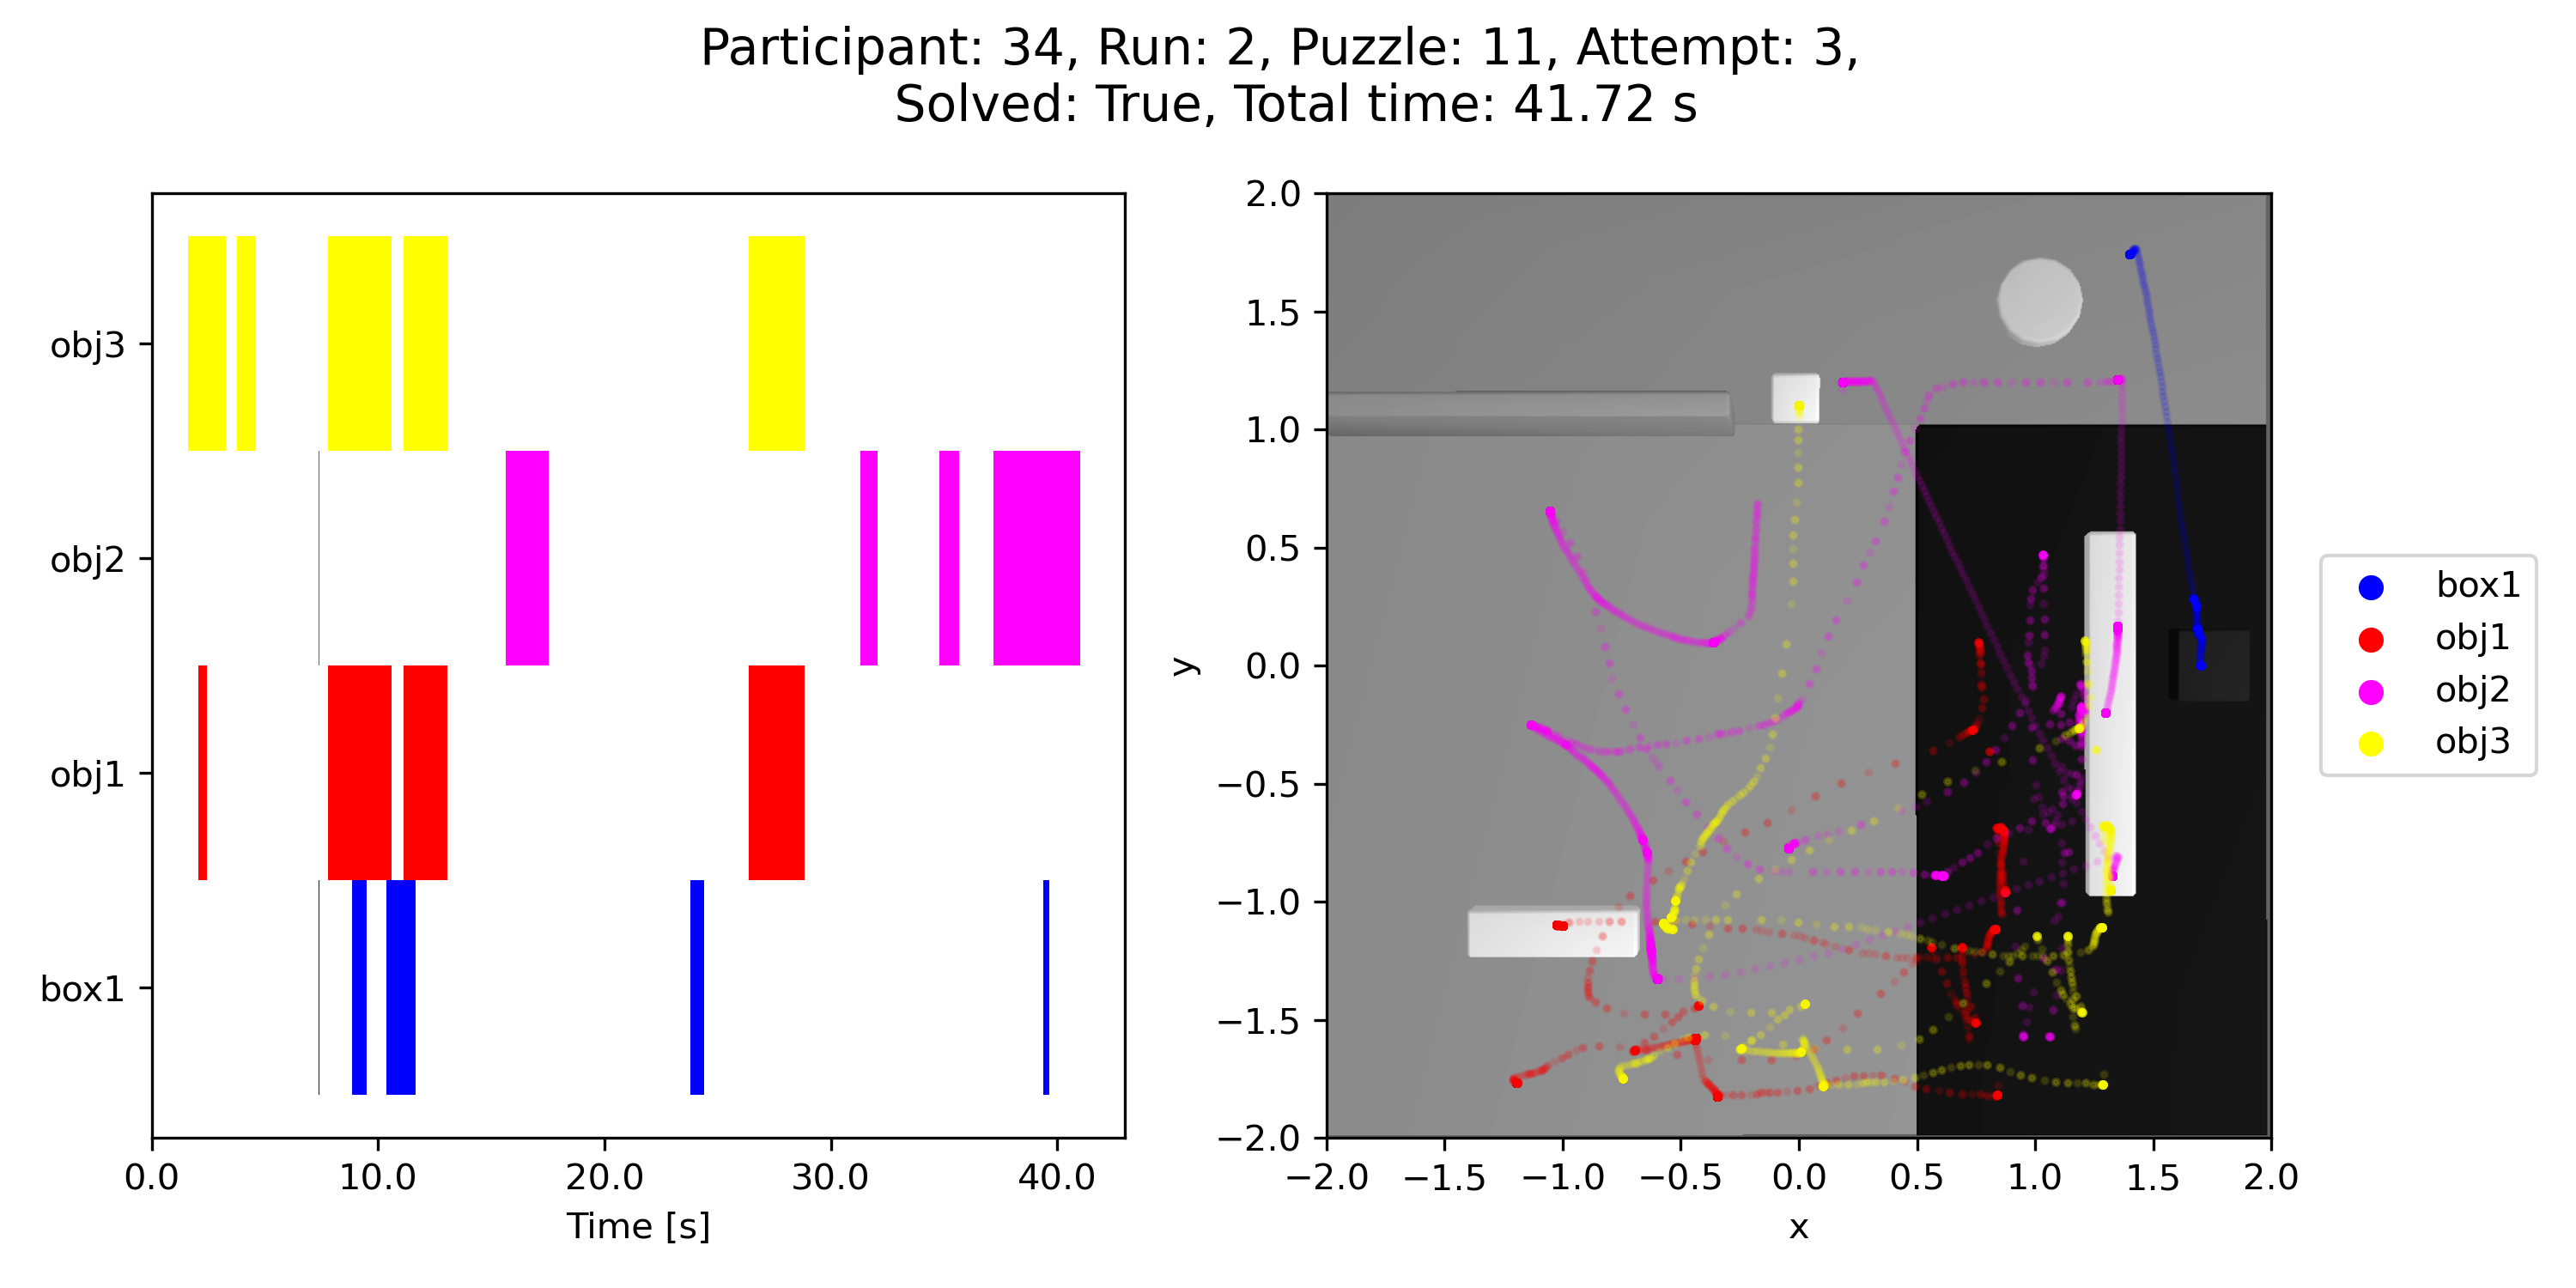 Participant: 34, Run: 2, Puzzle: 11, Attempt: 3,
Solved: True, Total time: 41.72 s
obj3
obj2
obj1
box1
0.0 10.0 20.0 30.0 40.0
Time [s]
2.0
1.5
1.0
0.5
0.0
−0.5
−1.0
−1.5
−2.0
y
−2.0 −1.5 −1.0 −0.5 0.0 0.5 1.0 1.5 2.0
x
box1
obj1
obj2
obj3